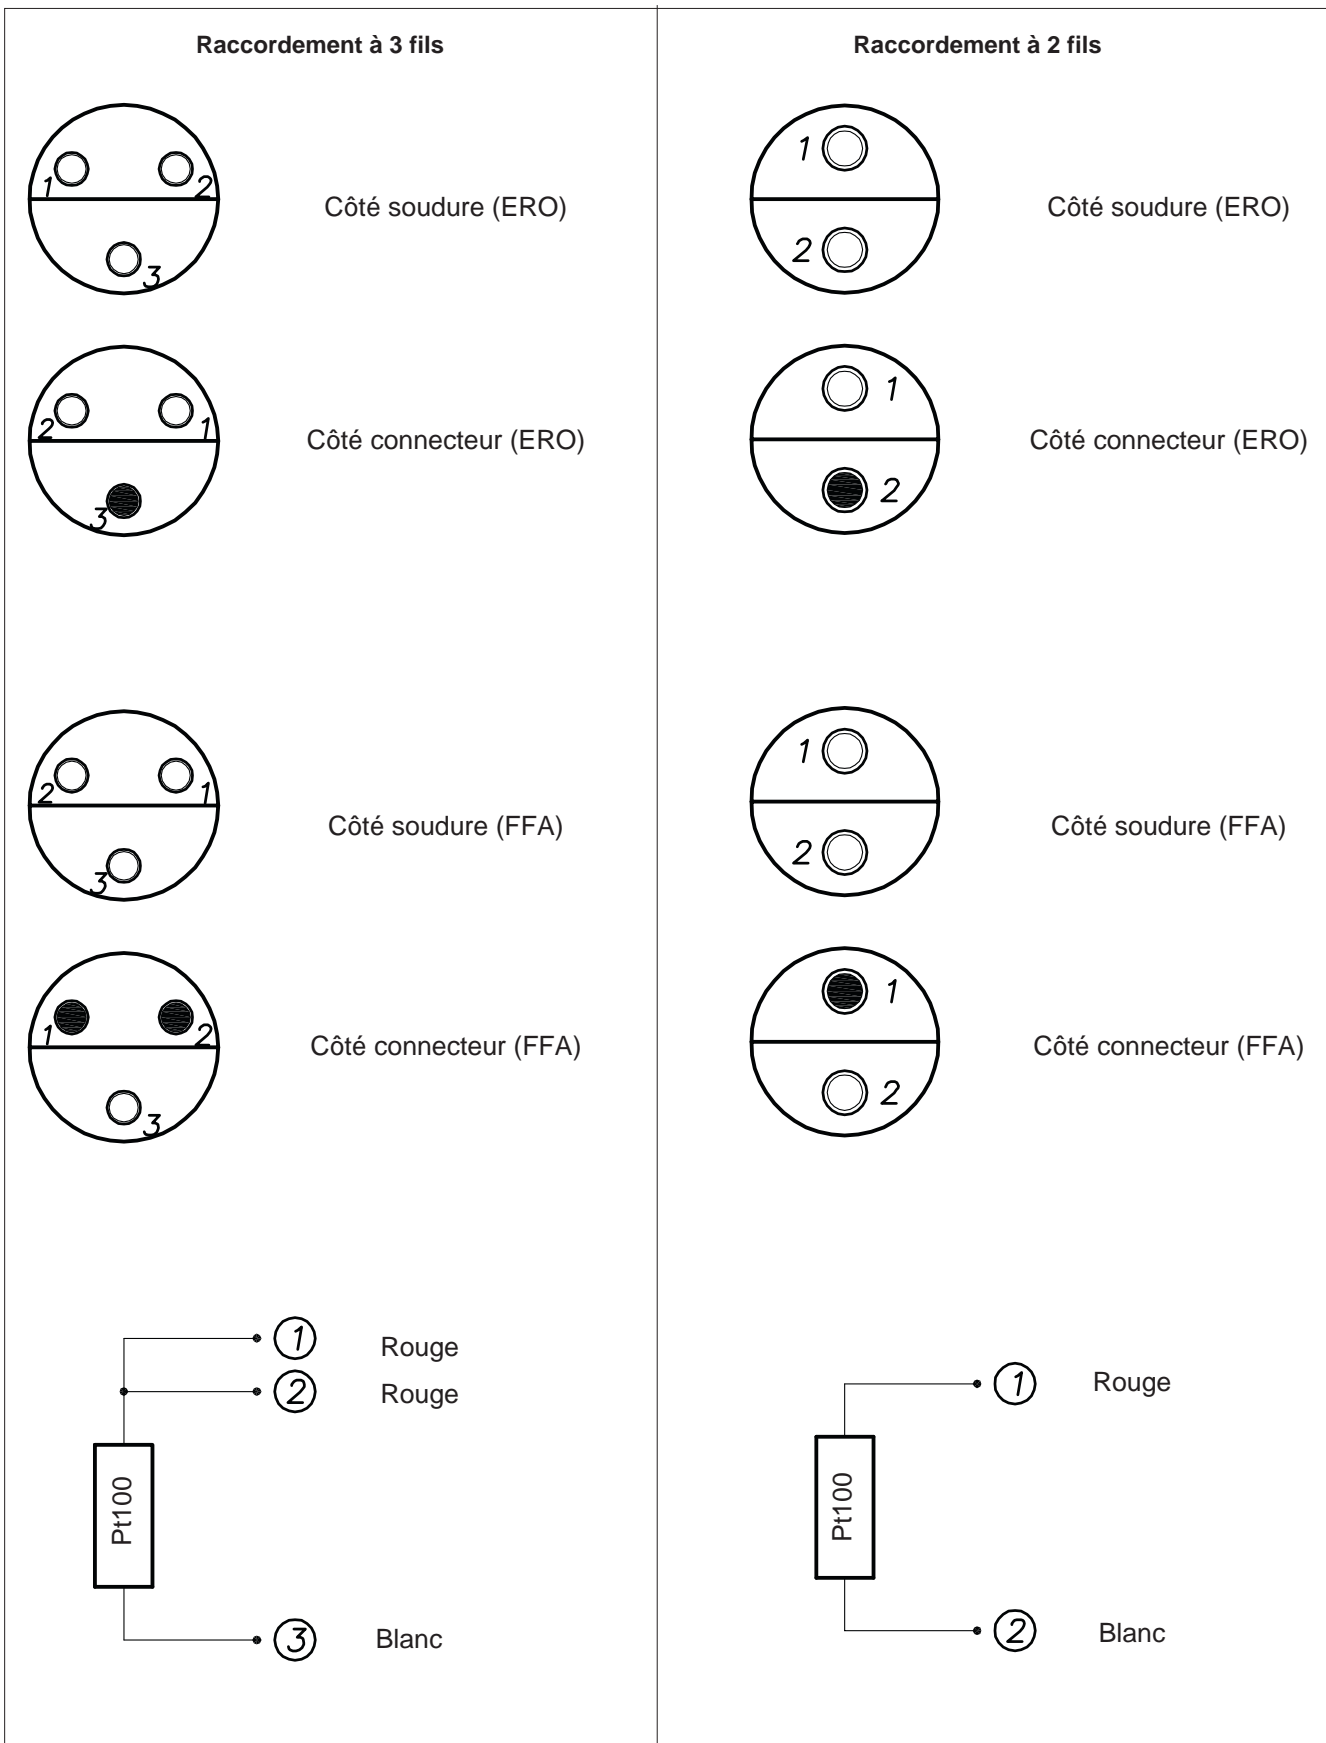 Raccordement à 3 fils
1
2
3
Côté soudure (ERO)
2
1
3
Côté connecteur (ERO)
2
1
3
Côté soudure (FFA)
1
2
3
Côté connecteur (FFA)
1 Rouge
2 Rouge
Pt100
3 Blanc
Raccordement à 2 fils
1
2
Côté soudure (ERO)
1
2
Côté connecteur (ERO)
1
2
Côté soudure (FFA)
1
2
Côté connecteur (FFA)
1 Rouge
Pt100
2 Blanc